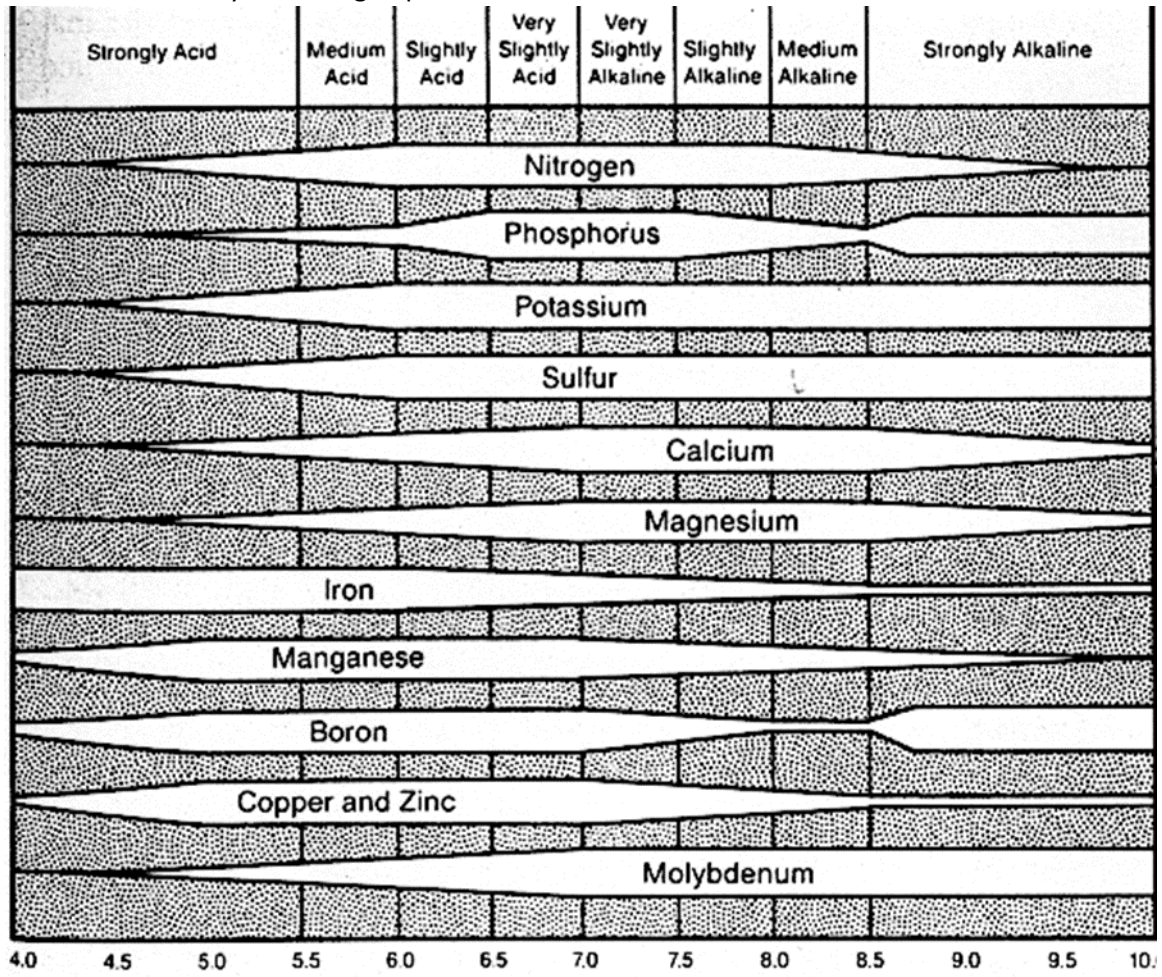 Strongly Acid
Medium
Acid
Slightly
Acid
Very
Slightly
Acid
Very
Slightly
Alkaline
Slightly
Alkaline
Medium
Alkaline
Strongly Alkaline
Nitrogen
Phosphorus
Potassium
Sulfur
Calcium
Magnesium
Iron
Manganese
Boron
Copper and Zinc
Molybdenum
4.0 4.5 5.0 5.5 6.0 6.5 7.0 7.5 8.0 8.5 9.0 9.5 10.